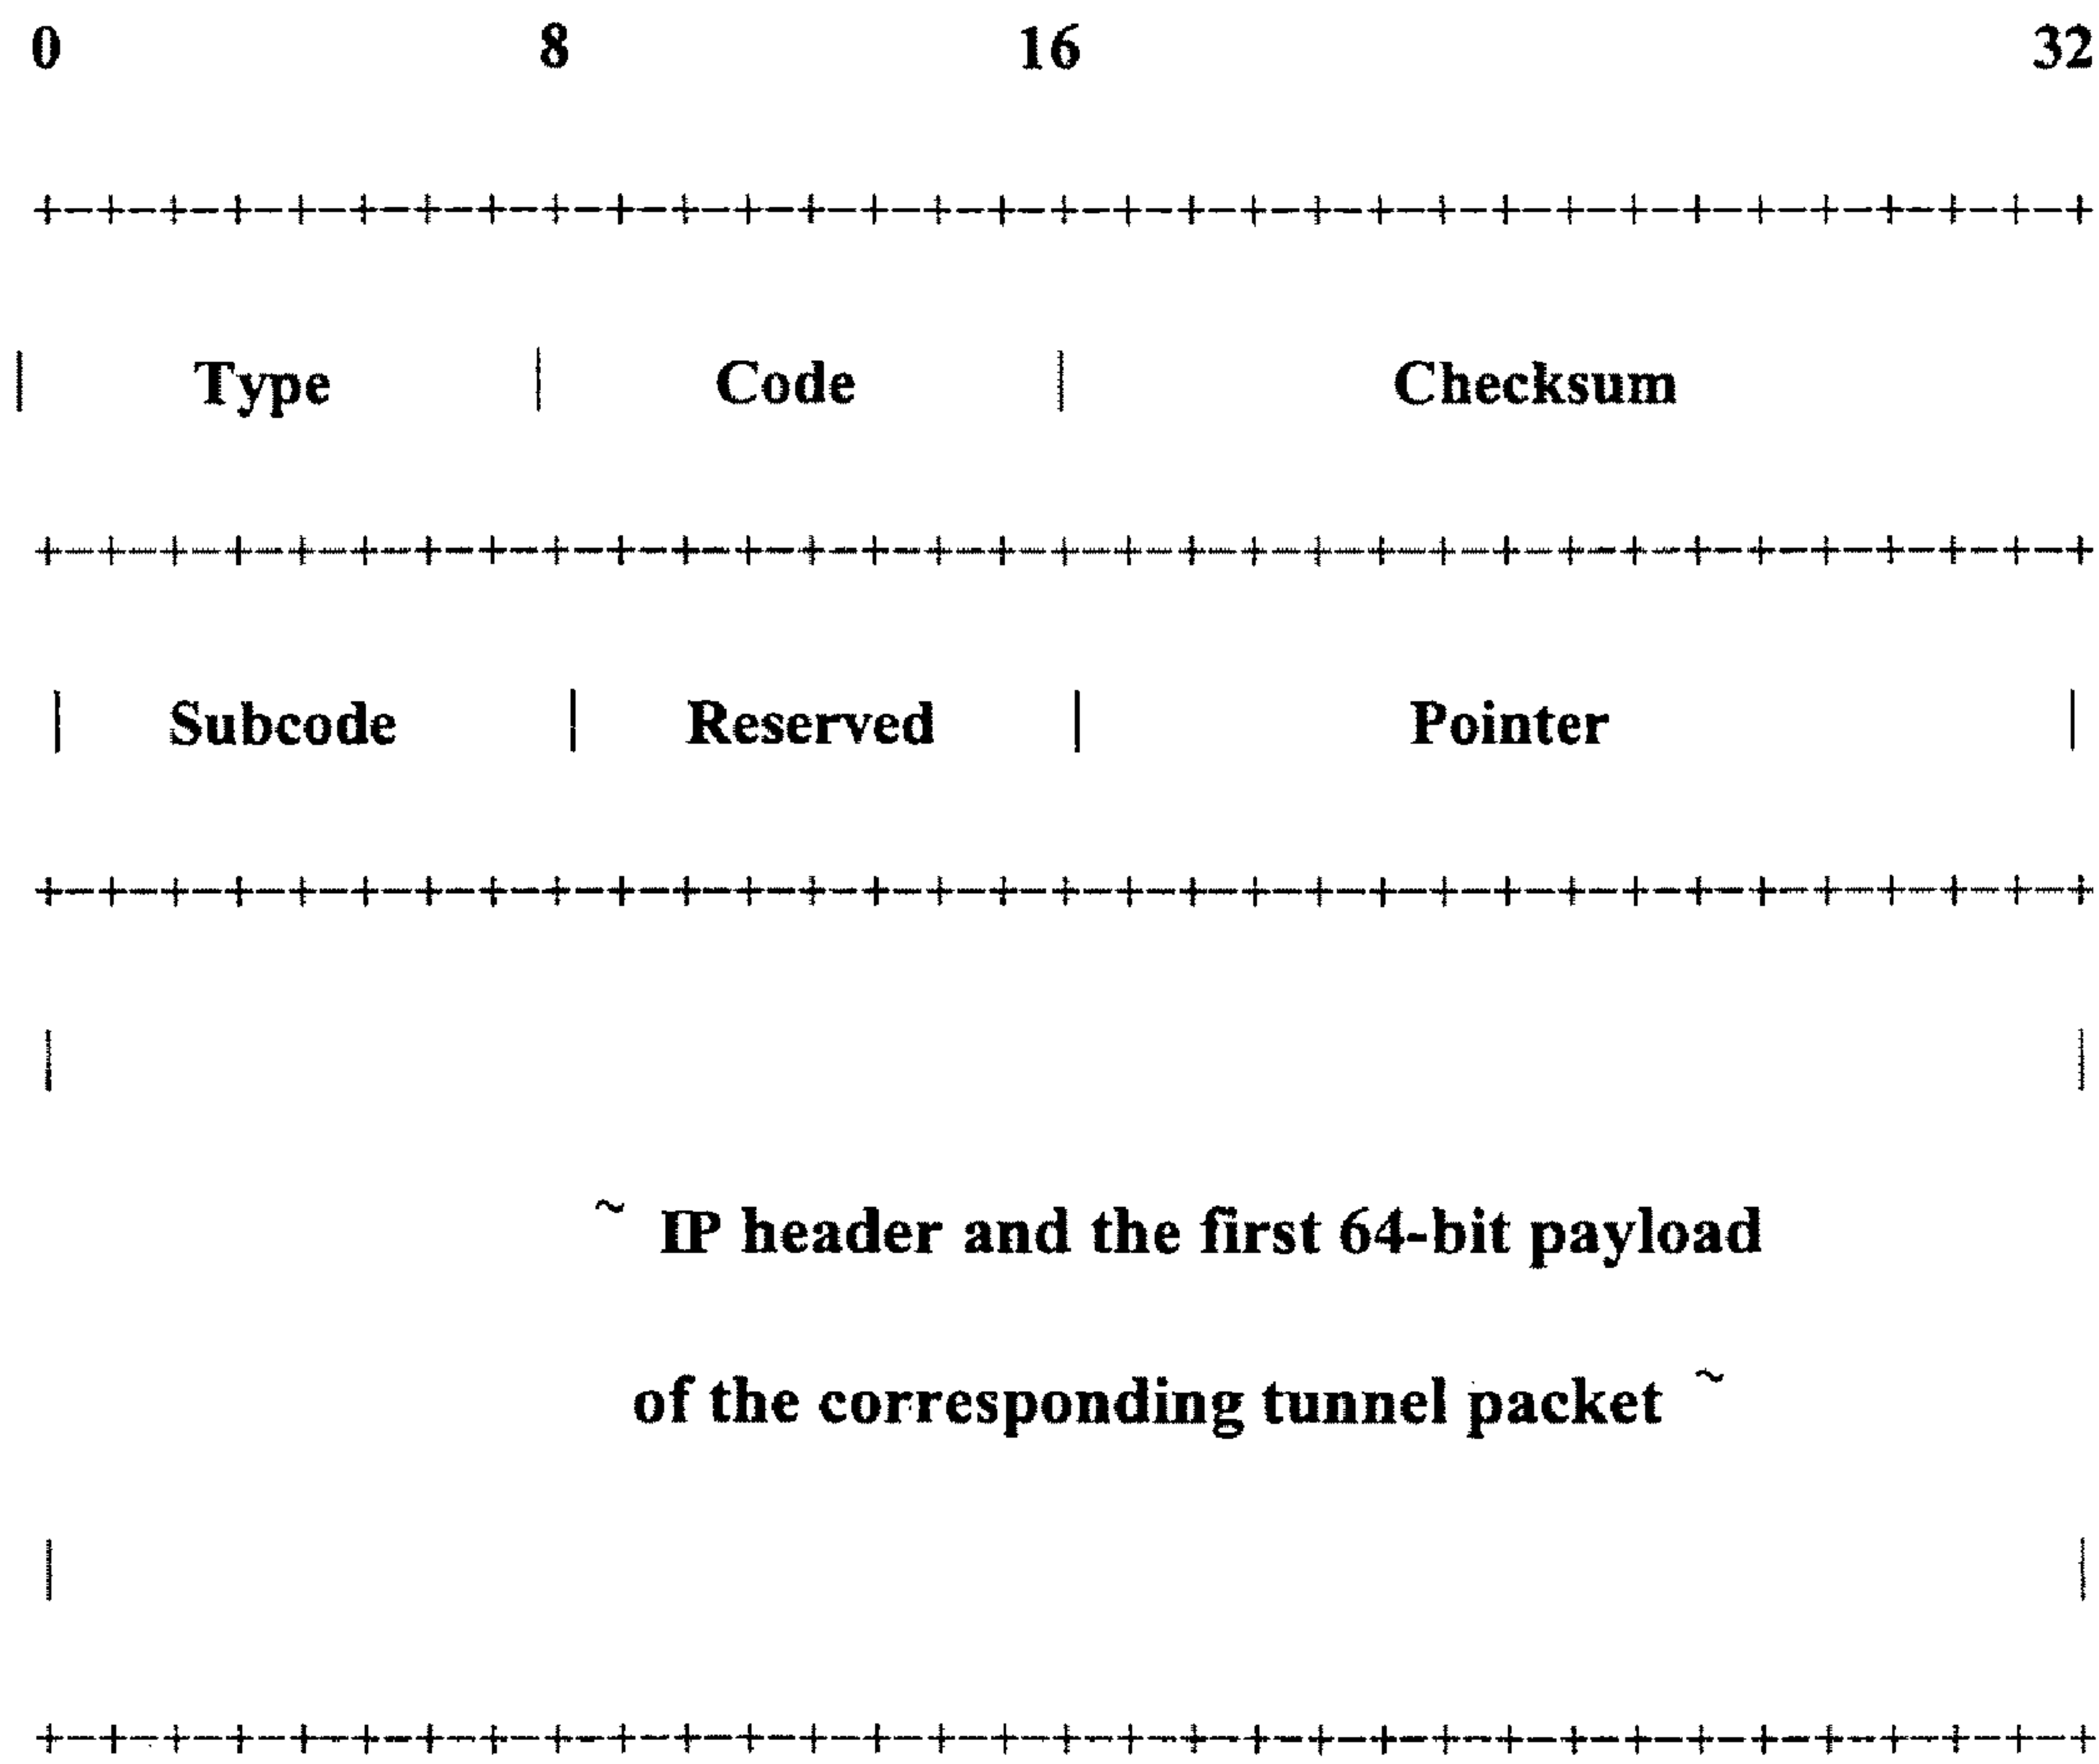 0 8 16 32
+-+-+-+-+-+-+-+-+-+-+-+-+-+-+-+-+-+-+-+-+-+-+-+-+-+-+-+-+-+-+-+-+-+
| Type | Code | Checksum
+-+-+-+-+-+-+-+-+-+-+-+-+-+-+-+-+-+-+-+-+-+-+-+-+-+-+-+-+-+-+-+-+-+
| Subcode | Reserved | Pointer |
+-+-+-+-+-+-+-+-+-+-+-+-+-+-+-+-+-+-+-+-+-+-+-+-+-+-+-+-+-+-+-+-+-+
| |
~ IP header and the first 64-bit payload
of the corresponding tunnel packet ~
| |
+-+-+-+-+-+-+-+-+-+-+-+-+-+-+-+-+-+-+-+-+-+-+-+-+-+-+-+-+-+-+-+-+-+